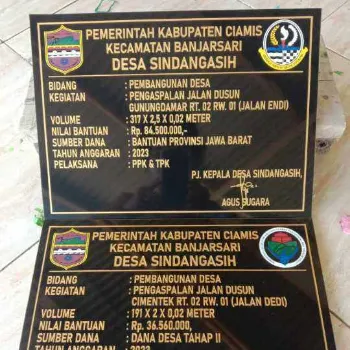 PEMERINTAH KABUPATEN CIAMIS
KECAMATAN BANJARSARI
DESA SINDANGASIH
BIDANG : PEMBANGUNAN DESA
KEGIATAN : PENGASPALAN JALAN DUSUN
GUNUNGDAMAR RT. 02 RW. 01 (JALAN ENDI)
VOLUME : 317 X 2,5 X 0,02 METER
NILAI BANTUAN : Rp. 84.500.000,-
SUMBER DANA : BANTUAN PROVINSI JAWA BARAT
TAHUN ANGGARAN : 2023
PELAKSANA : PPK & TPK
PJ. KEPALA DESA SINDANGASIH,
AGUS SUGARA
PEMERINTAH KABUPATEN CIAMIS
KECAMATAN BANJARSARI
DESA SINDANGASIH
BIDANG : PEMBANGUNAN DESA
KEGIATAN : PENGASPALAN JALAN DUSUN
CIMENTEK RT. 02 RW. 01 (JALAN DEDI)
VOLUME : 191 X 2 X 0,02 METER
NILAI BANTUAN : Rp. 36.560.000,
SUMBER DANA : DANA DESA TAHAP II
TAHUN ANGGARAN : 2023